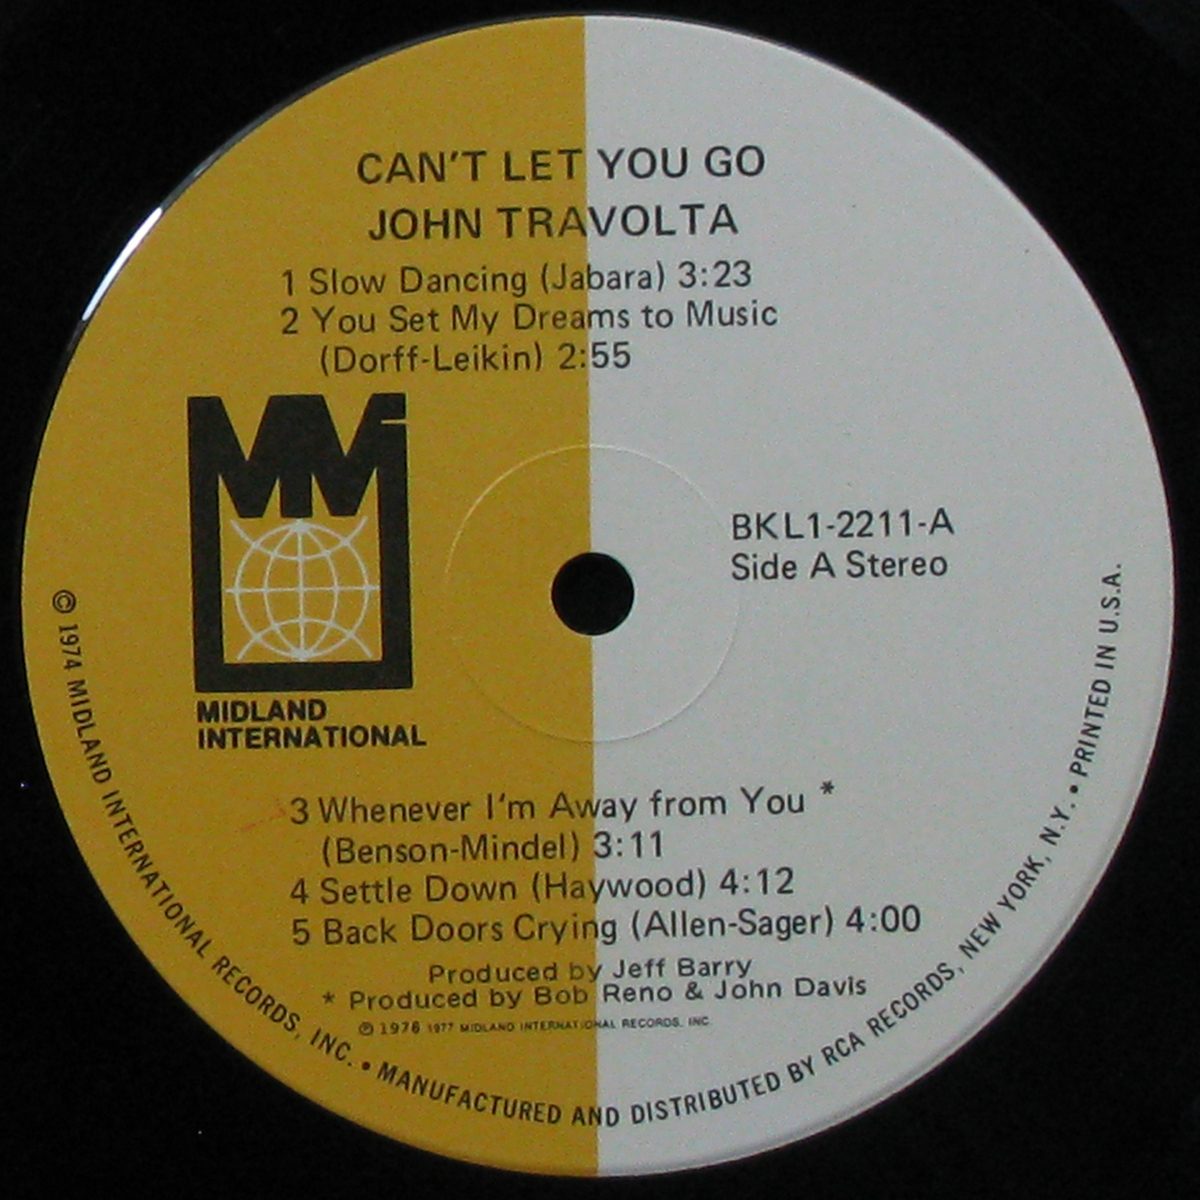 CAN'T LET YOU GO
JOHN TRAVOLTA
1 Slow Dancing (Jabara) 3:23
2 You Set My Dreams to Music
(Dorff-Leikin) 2:55
MIDLAND
INTERNATIONAL
BKL1-2211-A
Side A Stereo
3 Whenever I'm Away from You *
(Benson-Mindel) 3:11
4 Settle Down (Haywood) 4:12
5 Back Doors Crying (Allen-Sager) 4:00
Produced by Jeff Barry
* Produced by Bob Reno & John Davis
℗ 1976 1977 MIDLAND INTERNATIONAL RECORDS, INC.
© 1974 MIDLAND INTERNATIONAL RECORDS, INC. • MANUFACTURED AND DISTRIBUTED BY RCA RECORDS, NEW YORK, N.Y. • PRINTED IN U.S.A.